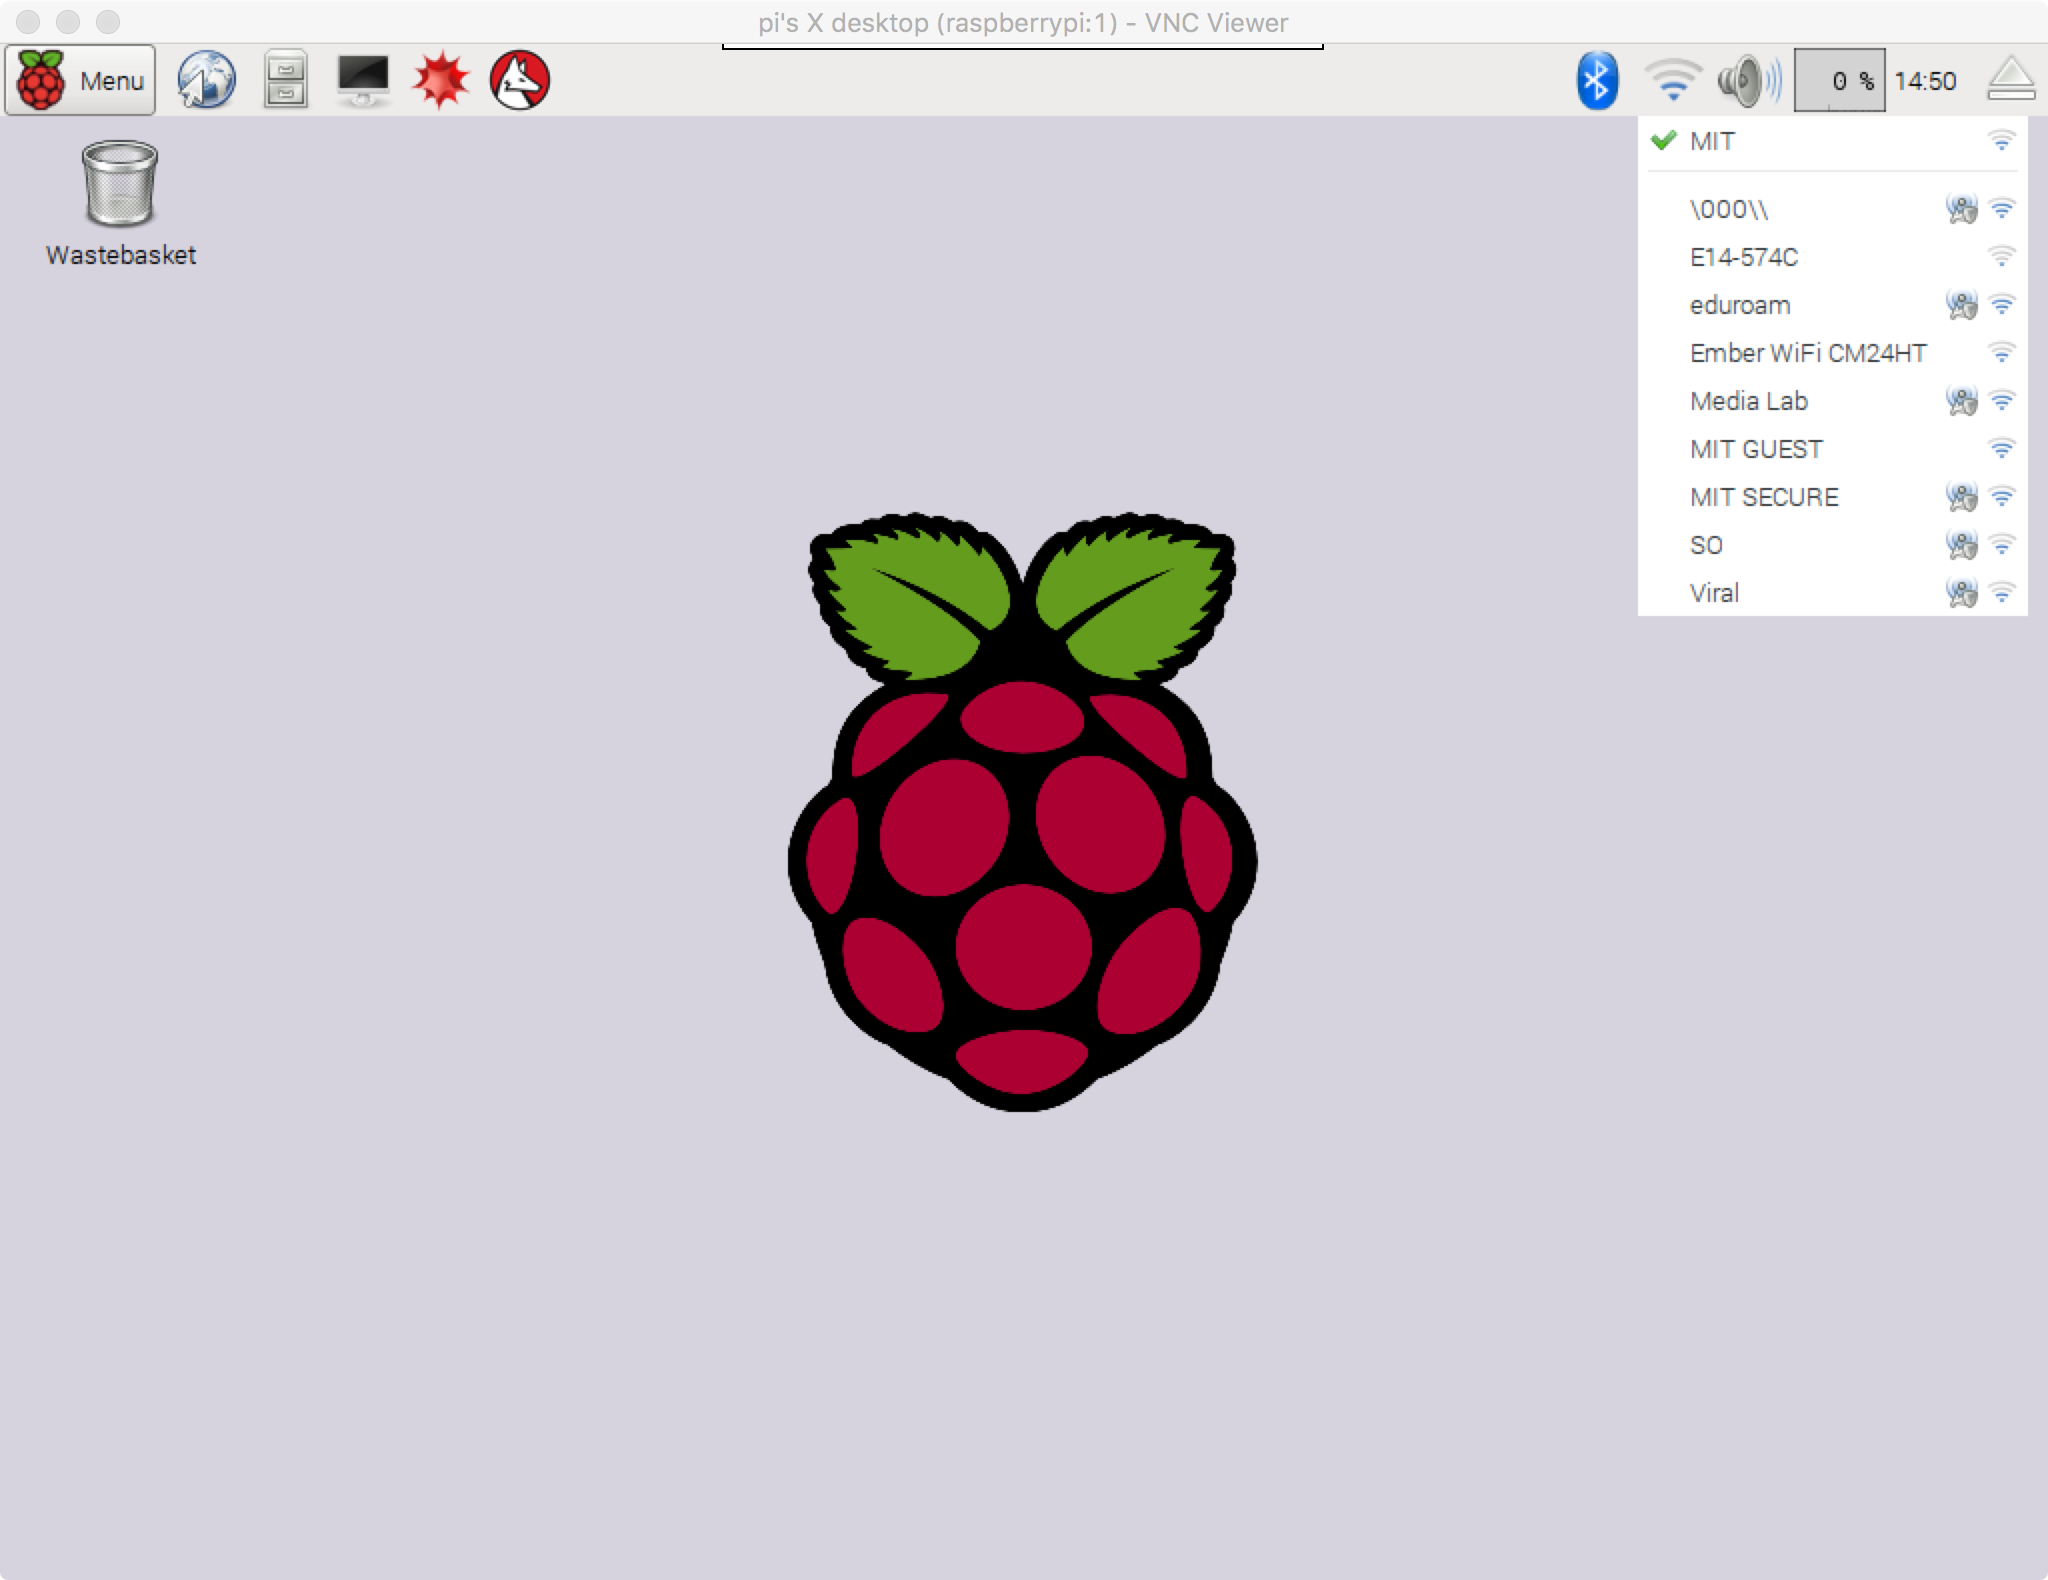 pi's X desktop (raspberrypi:1) - VNC Viewer
Menu
0 %
14:50
Wastebasket
MIT
\000\\
E14-574C
eduroam
Ember WiFi CM24HT
Media Lab
MIT GUEST
MIT SECURE
SO
Viral